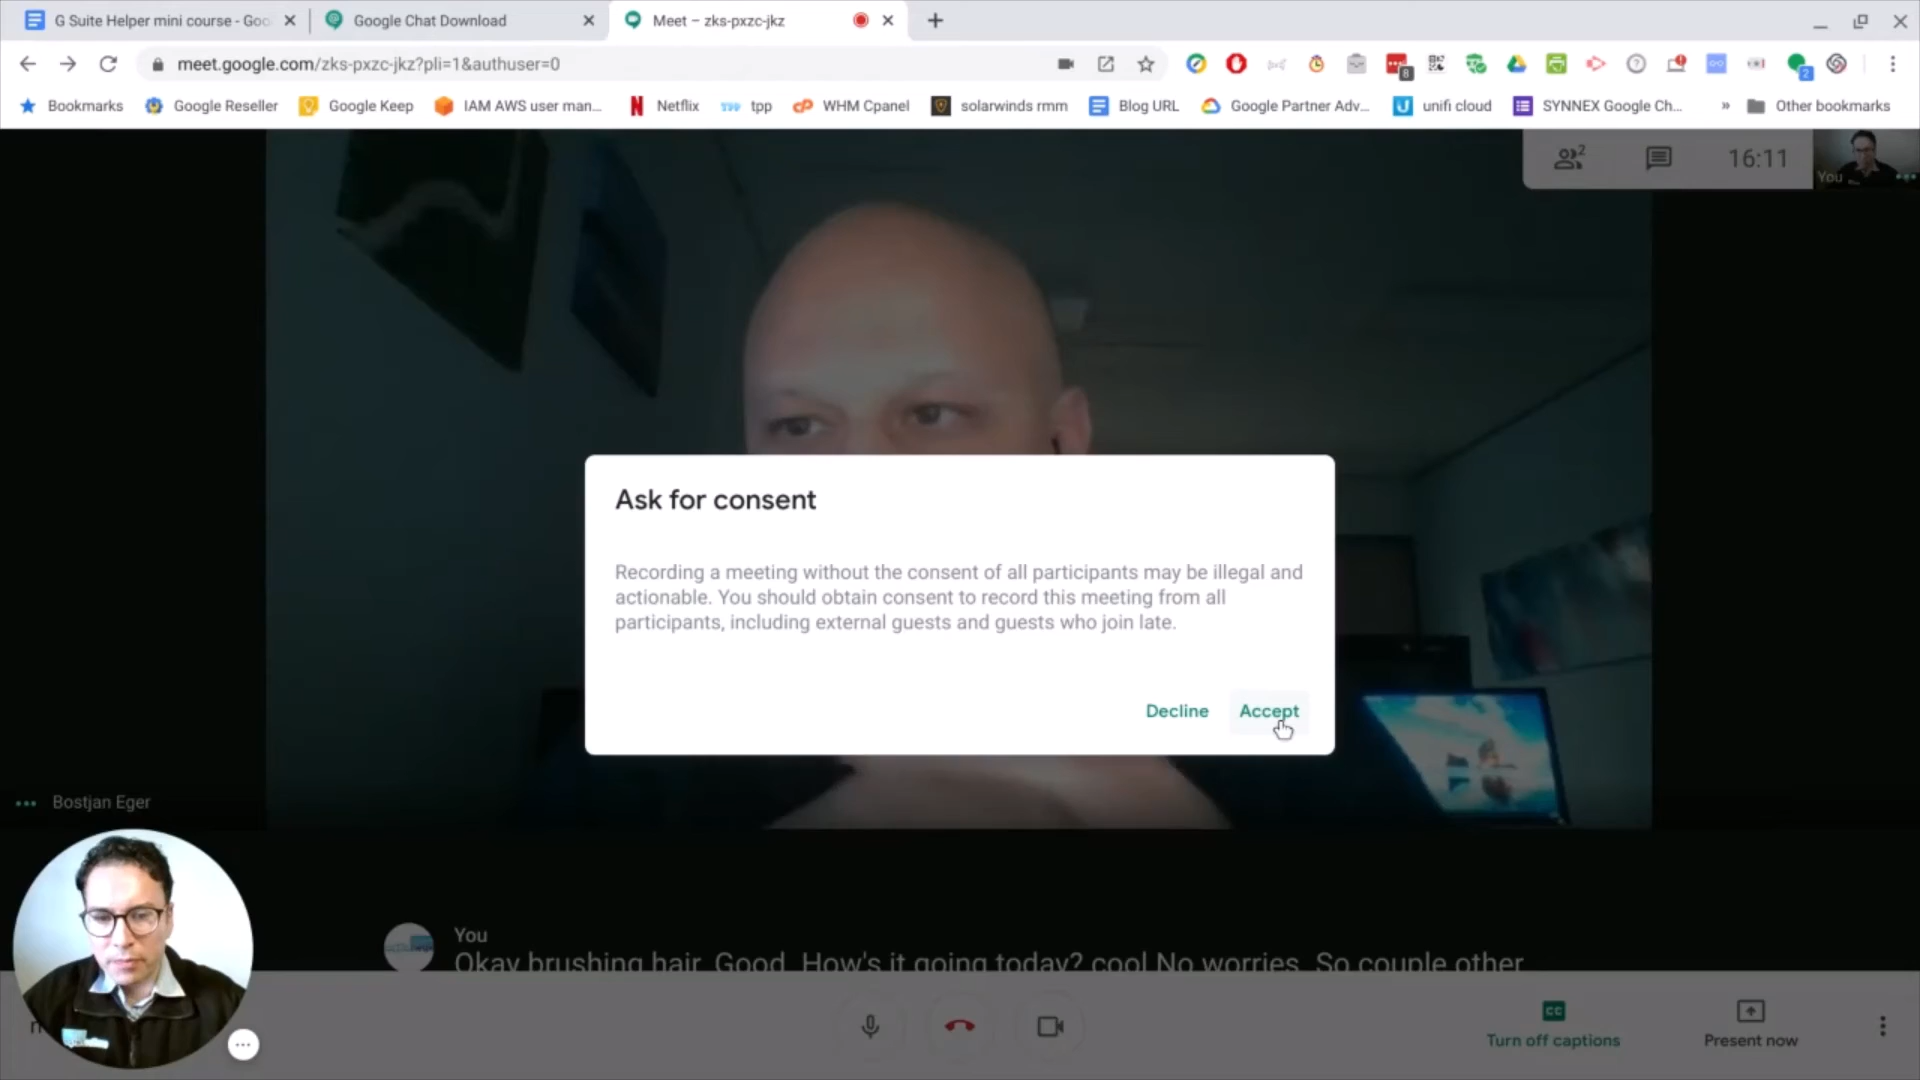 G Suite Helper mini course - Goo
Google Chat Download
Meet – zks-pxzc-jkz
meet.google.com/zks-pxzc-jkz?pli=1&authuser=0
8
2
Bookmarks
Google Reseller
Google Keep
IAM AWS user man...
Netflix
tpp
WHM Cpanel
solarwinds rmm
Blog URL
Google Partner Adv...
unifi cloud
SYNNEX Google Ch...
»
Other bookmarks
2
16:11
You
Ask for consent
Recording a meeting without the consent of all participants may be illegal and
actionable. You should obtain consent to record this meeting from all
participants, including external guests and guests who join late.
Decline
Accept
Bostjan Eger
You
Okay brushing hair. Good. How's it going today? cool No worries. So couple other
CC
Turn off captions
Present now